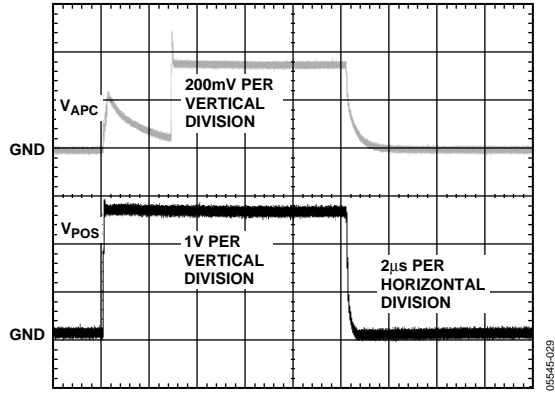 200mV PER
VERTICAL
DIVISION
VAPC
GND
VPOS
1V PER
VERTICAL
DIVISION
2µs PER
HORIZONTAL
DIVISION
GND
05545-029